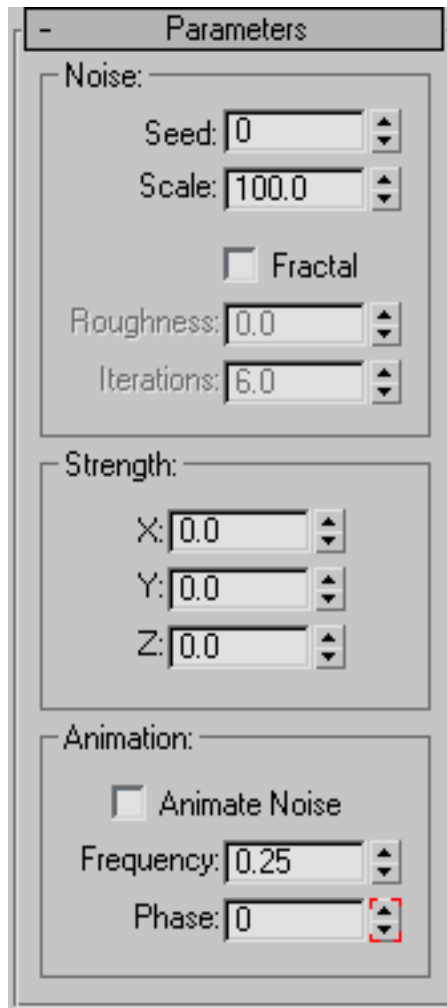 - Parameters
Noise:
Seed: 0
Scale: 100.0
Fractal
Roughness: 0.0
Iterations: 6.0
Strength:
X: 0.0
Y: 0.0
Z: 0.0
Animation:
Animate Noise
Frequency: 0.25
Phase: 0